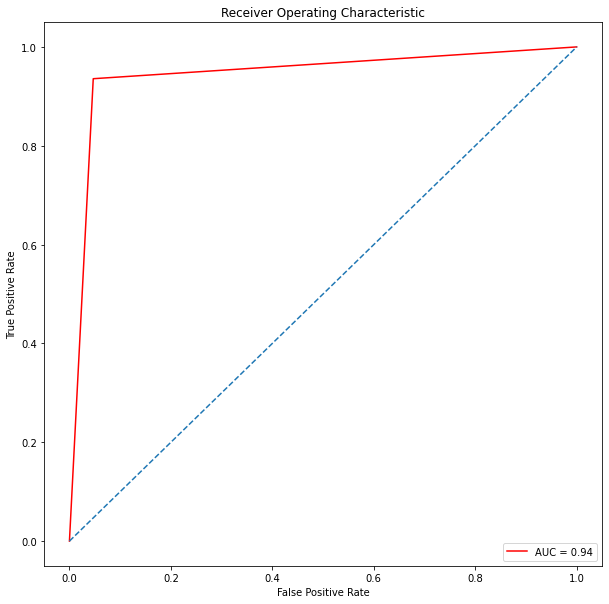 Receiver Operating Characteristic
1.0
0.8
0.6
0.4
0.2
0.0
True Positive Rate
AUC = 0.94
0.0 0.2 0.4 0.6 0.8 1.0
False Positive Rate